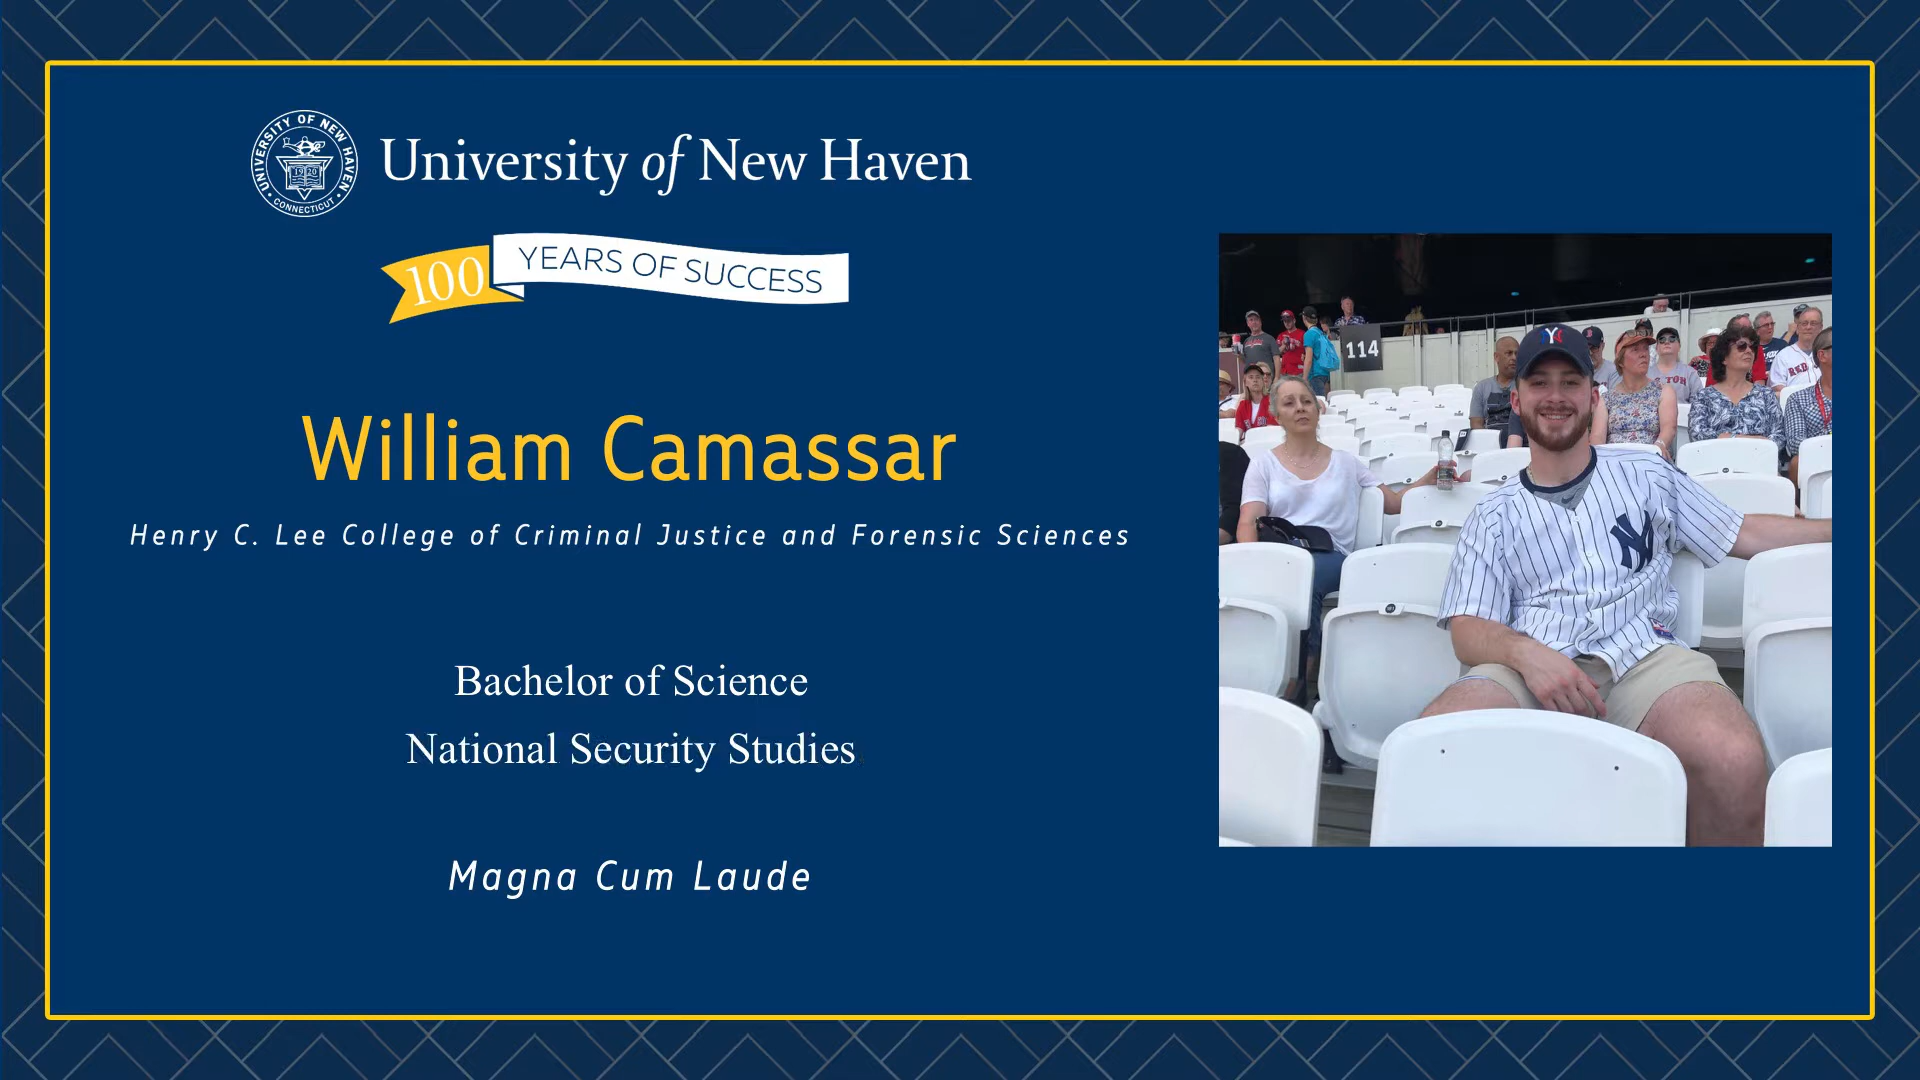 UNIVERSITY OF NEW HAVEN
1920
CONNECTICUT
University of New Haven
100 YEARS OF SUCCESS
William Camassar
Henry C. Lee College of Criminal Justice and Forensic Sciences
Bachelor of Science
National Security Studies
Magna Cum Laude
114
Y
NY